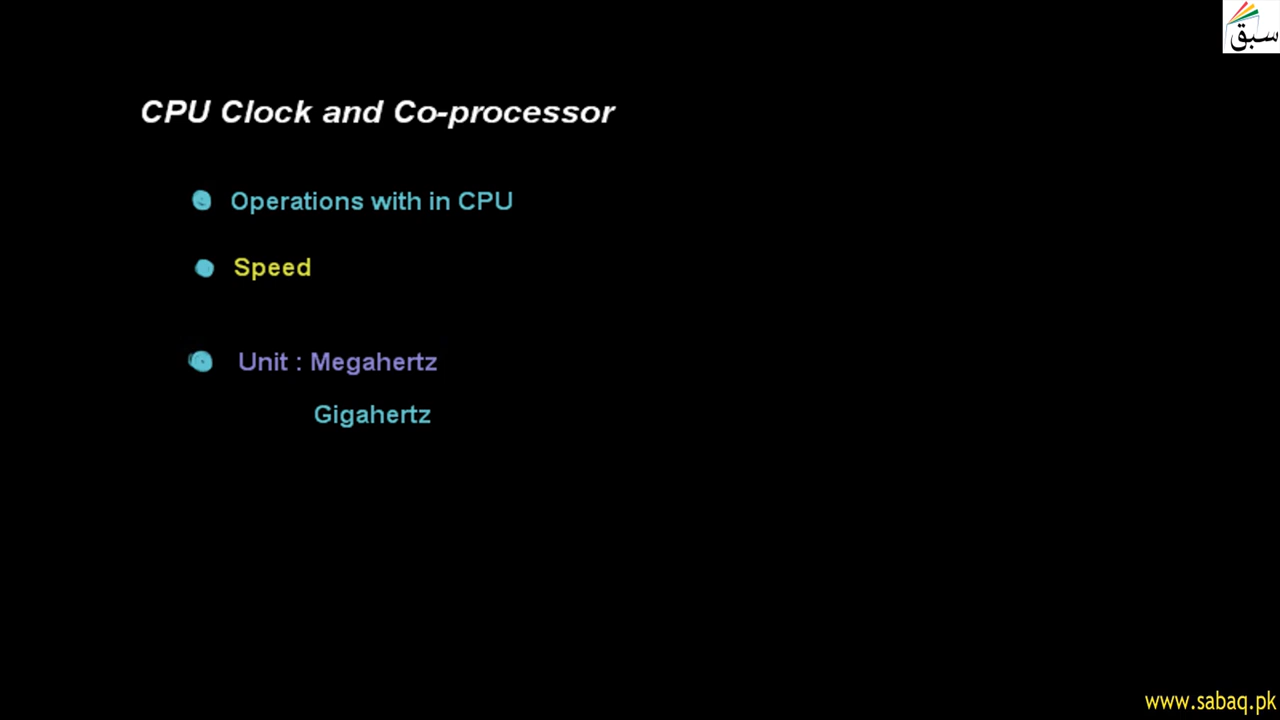 سبق
CPU Clock and Co-processor
Operations with in CPU
Speed
Unit : Megahertz
Gigahertz
www.sabaq.pk